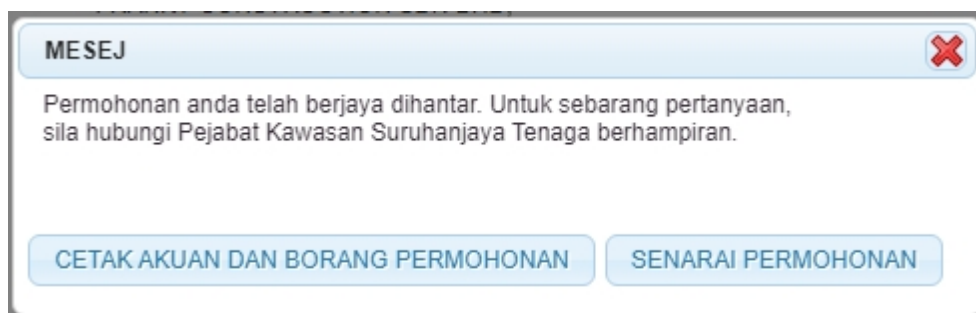 MESEJ
Permohonan anda telah berjaya dihantar. Untuk sebarang pertanyaan,
sila hubungi Pejabat Kawasan Suruhanjaya Tenaga berhampiran.
CETAK AKUAN DAN BORANG PERMOHONAN
SENARAI PERMOHONAN